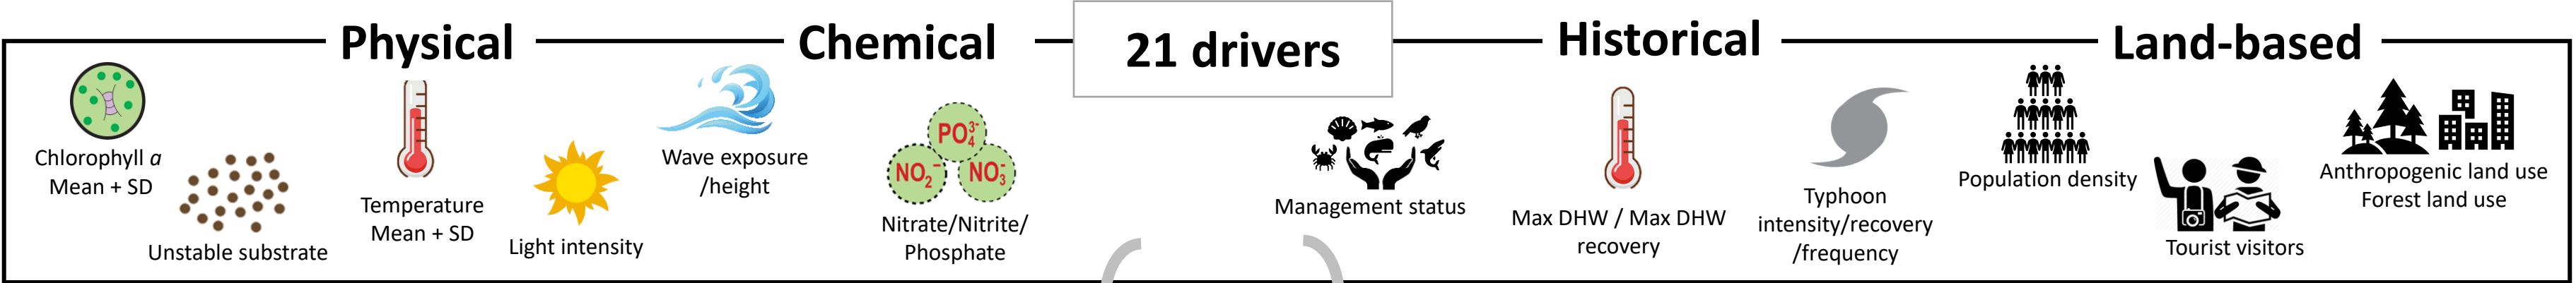 Physical
Chemical
21 drivers
Historical
Land-based
Chlorophyll a
Mean + SD
Unstable substrate
Temperature
Mean + SD
Light intensity
Wave exposure
/height
PO₄³⁻
NO₂⁻
NO₃⁻
Nitrate/Nitrite/
Phosphate
Management status
Max DHW / Max DHW
recovery
Typhoon
intensity/recovery
/frequency
Population density
Tourist visitors
Anthropogenic land use
Forest land use